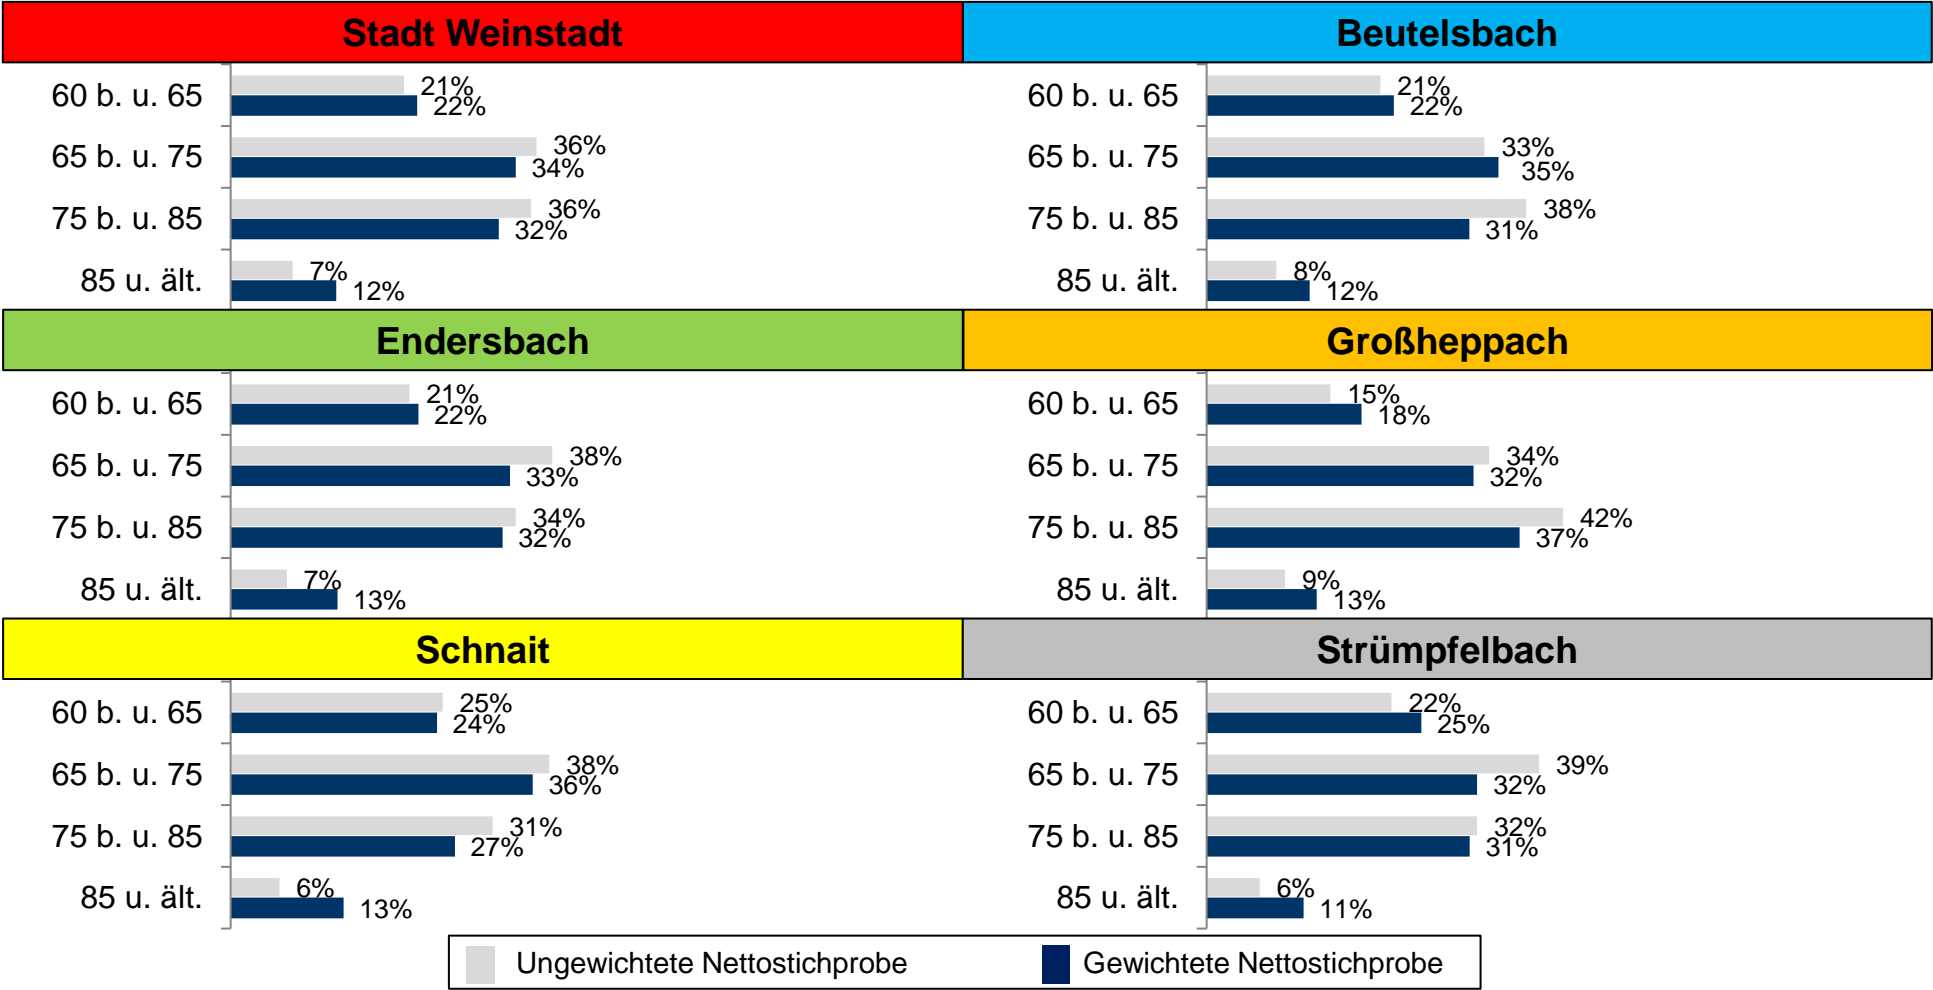 Stadt Weinstadt
60 b. u. 65
21%
22%
65 b. u. 75
36%
34%
75 b. u. 85
36%
32%
85 u. ält.
7%
12%
Beutelsbach
60 b. u. 65
21%
22%
65 b. u. 75
33%
35%
75 b. u. 85
38%
31%
85 u. ält.
8%
12%
Endersbach
60 b. u. 65
21%
22%
65 b. u. 75
38%
33%
75 b. u. 85
34%
32%
85 u. ält.
7%
13%
Großheppach
60 b. u. 65
15%
18%
65 b. u. 75
34%
32%
75 b. u. 85
42%
37%
85 u. ält.
9%
13%
Schnait
60 b. u. 65
25%
24%
65 b. u. 75
38%
36%
75 b. u. 85
31%
27%
85 u. ält.
6%
13%
Strümpfelbach
60 b. u. 65
22%
25%
65 b. u. 75
39%
32%
75 b. u. 85
32%
31%
85 u. ält.
6%
11%
Ungewichtete Nettostichprobe
Gewichtete Nettostichprobe